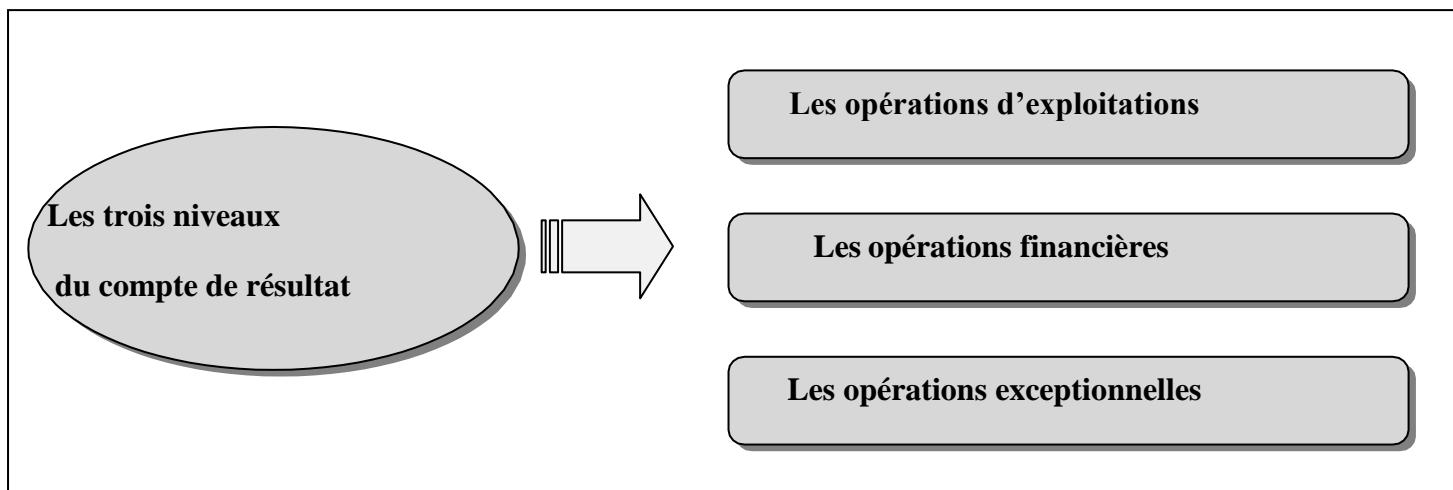 Les trois niveaux
du compte de résultat
Les opérations d’exploitations
Les opérations financières
Les opérations exceptionnelles